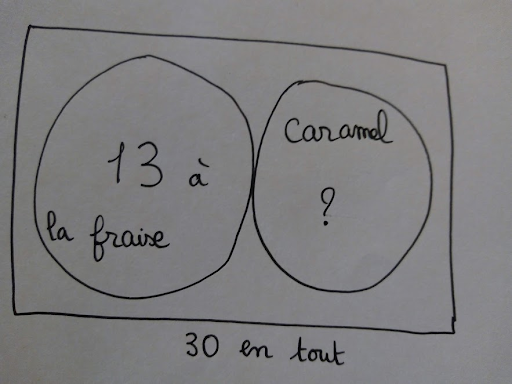 13 à
la fraise
caramel
?
30 en tout